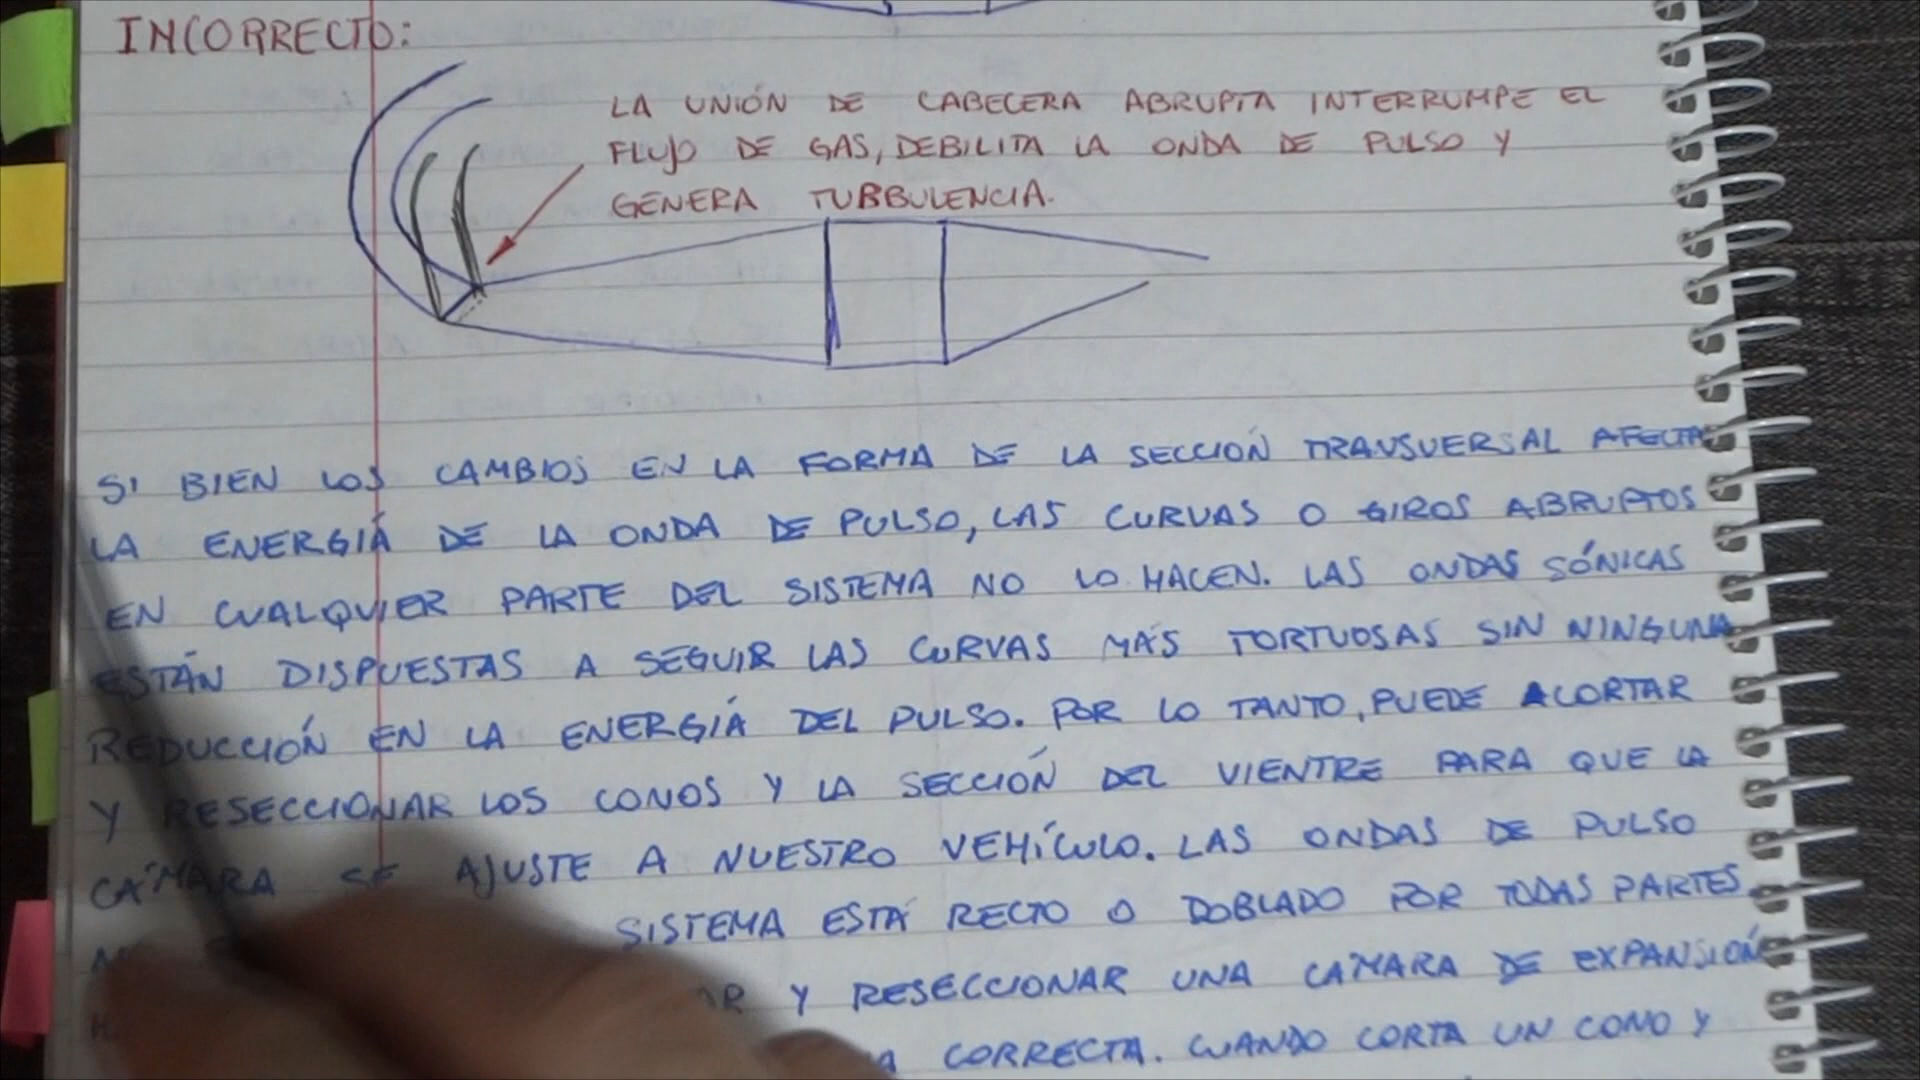 INCORRECTO:
LA UNIÓN DE CABECERA ABRUPTA INTERRUMPE EL
FLUJO DE GAS, DEBILITA LA ONDA DE PULSO Y
GENERA TURBULENCIA.
SI BIEN LOS CAMBIOS EN LA FORMA DE LA SECCIÓN TRANSVERSAL AFECTA
LA ENERGIÁ DE LA ONDA DE PULSO, LAS CURVAS O GIROS ABRUPTOS
EN CUALQUIER PARTE DEL SISTEMA NO LO HACEN. LAS ONDAS SÓNICAS
ESTÁN DISPUESTAS A SEGUIR LAS CURVAS MÁS TORTUOSAS SIN NINGUNA
REDUCCIÓN EN LA ENERGIÁ DEL PULSO. POR LO TANTO, PUEDE ACORTAR
Y RESECCIONAR LOS CONOS Y LA SECCIÓN DEL VIENTRE PARA QUE LA
CÁMARA SE AJUSTE A NUESTRO VEHÍCULO. LAS ONDAS DE PULSO
SISTEMA ESTÁ RECTO O DOBLADO POR TODAS PARTES
Y RESECCIONAR UNA CÁMARA DE EXPANSIÓN
CORRECTA. CUANDO CORTA UN CONO Y